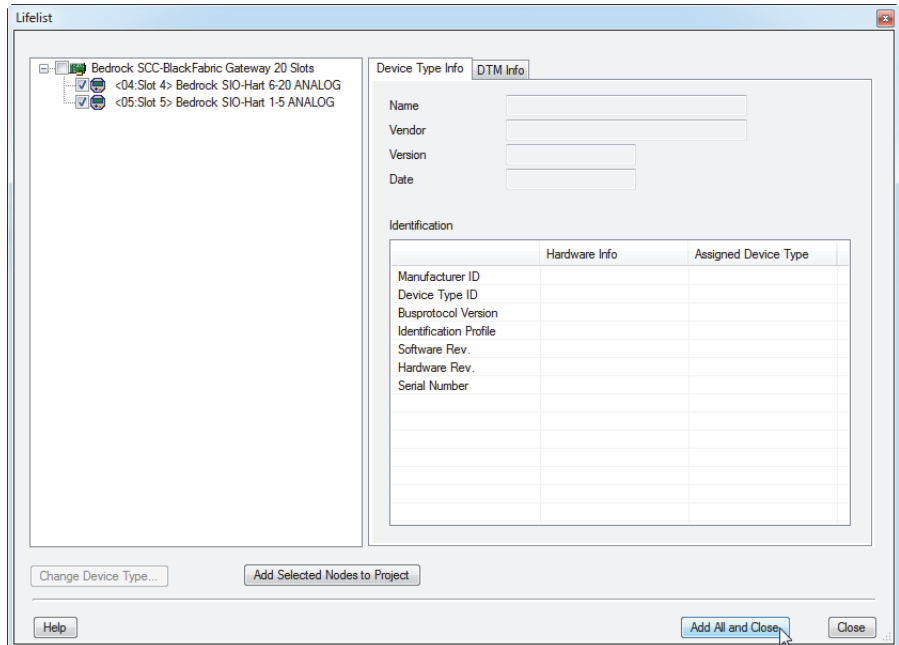 Lifelist
Bedrock SCC-BlackFabric Gateway 20 Slots
<04:Slot 4> Bedrock SIO-Hart 6-20 ANALOG
<05:Slot 5> Bedrock SIO-Hart 1-5 ANALOG
Device Type Info DTM Info
Name
Vendor
Version
Date
Identification
Hardware Info Assigned Device Type
Manufacturer ID
Device Type ID
Busprotocol Version
Identification Profile
Software Rev.
Hardware Rev.
Serial Number
Change Device Type... Add Selected Nodes to Project
Help Add All and Close Close